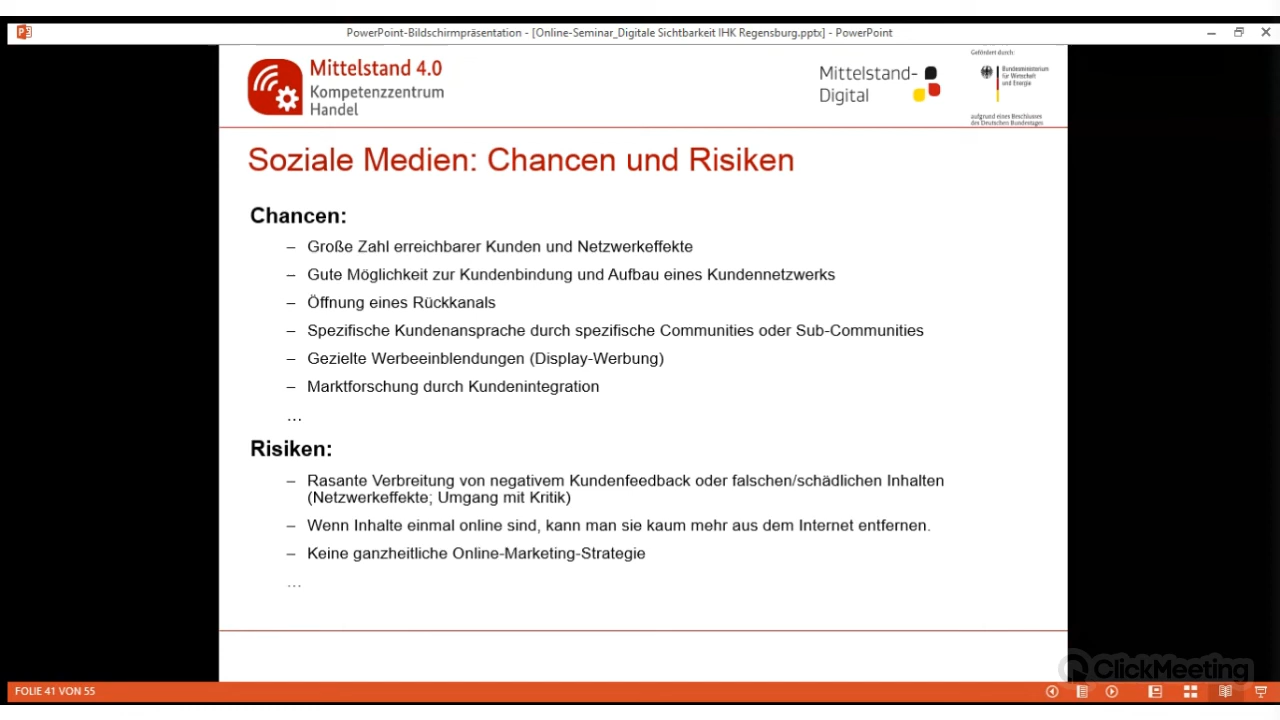 PowerPoint-Bildschirmpräsentation - [Online-Seminar_Digitale Sichtbarkeit IHK Regensburg.pptx] - PowerPoint
Mittelstand 4.0
Kompetenzzentrum
Handel
Mittelstand-
Digital
Gefördert durch:
Bundesministerium
für Wirtschaft
und Energie
aufgrund eines Beschlusses
des Deutschen Bundestages
Soziale Medien: Chancen und Risiken
Chancen:
– Große Zahl erreichbarer Kunden und Netzwerkeffekte
– Gute Möglichkeit zur Kundenbindung und Aufbau eines Kundennetzwerks
– Öffnung eines Rückkanals
– Spezifische Kundenansprache durch spezifische Communities oder Sub-Communities
– Gezielte Werbeeinblendungen (Display-Werbung)
– Marktforschung durch Kundenintegration
…
Risiken:
– Rasante Verbreitung von negativem Kundenfeedback oder falschen/schädlichen Inhalten
(Netzwerkeffekte; Umgang mit Kritik)
– Wenn Inhalte einmal online sind, kann man sie kaum mehr aus dem Internet entfernen.
– Keine ganzheitliche Online-Marketing-Strategie
…
ClickMeeting
FOLIE 41 VON 55